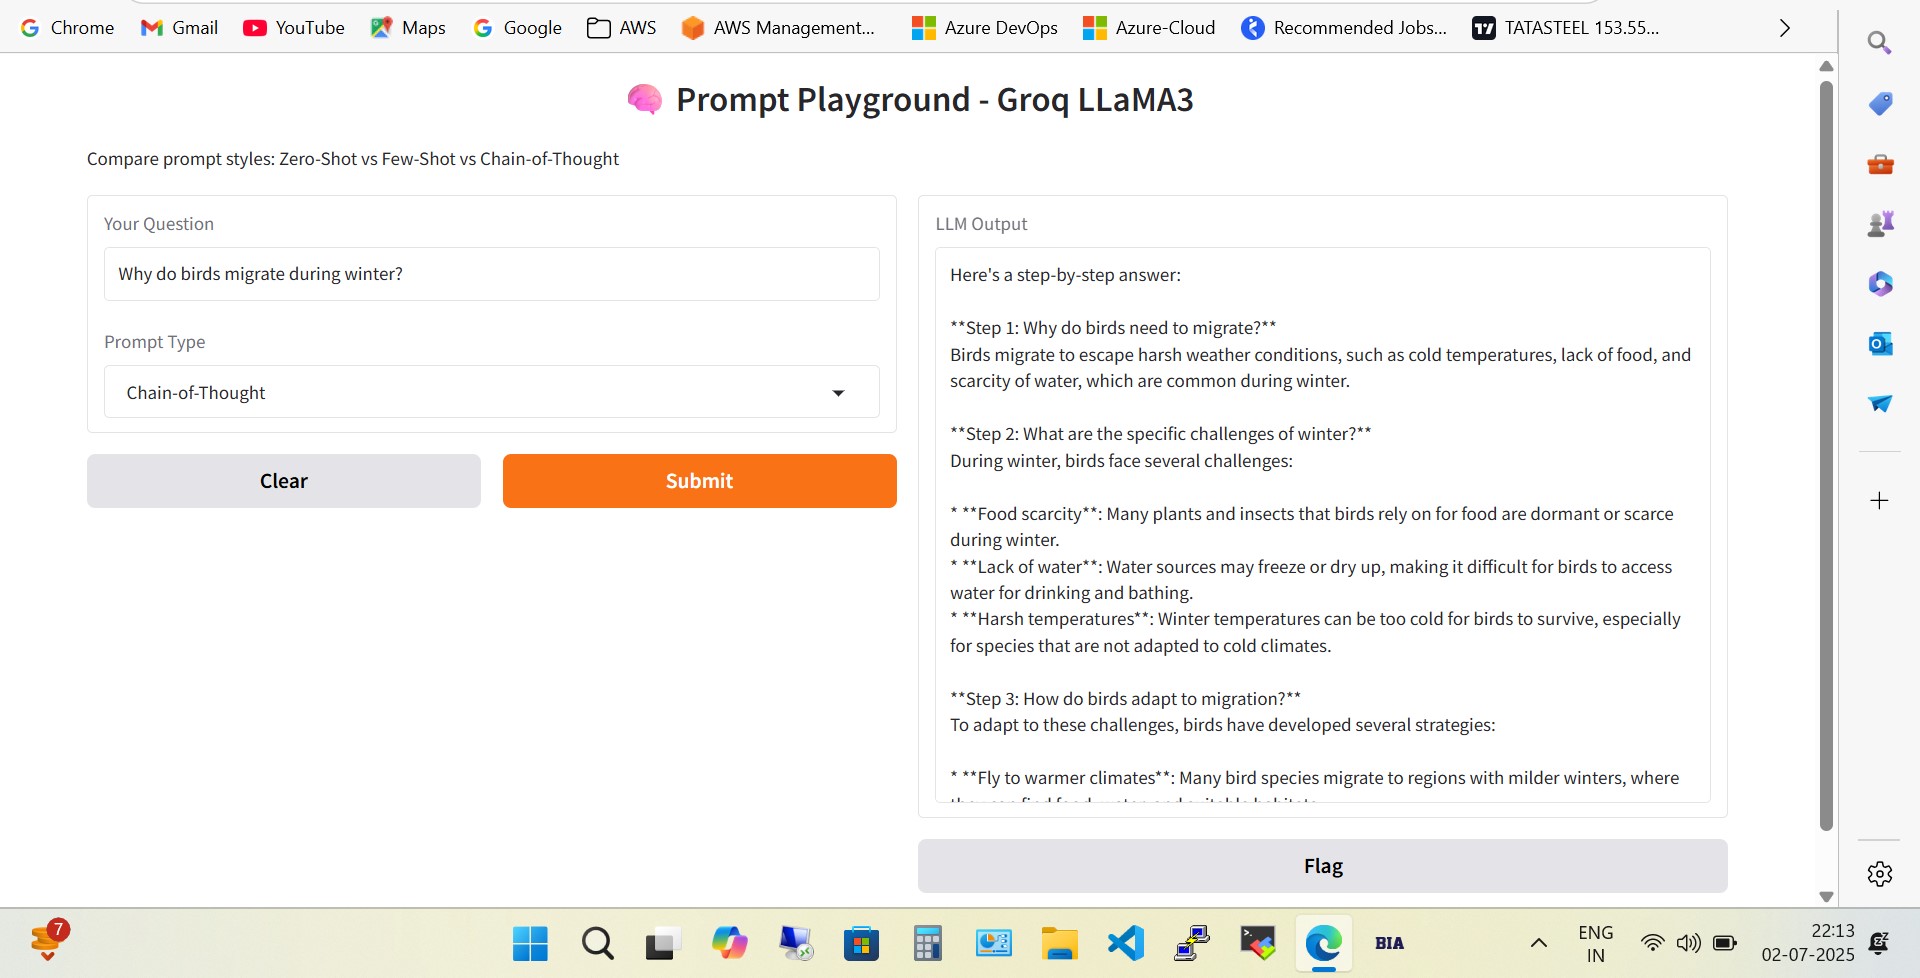 Chrome
Gmail
YouTube
Maps
Google
AWS
AWS Management...
Azure DevOps
Azure-Cloud
Recommended Jobs...
TATASTEEL 153.55...
Prompt Playground - Groq LLaMA3
Compare prompt styles: Zero-Shot vs Few-Shot vs Chain-of-Thought
Your Question
Why do birds migrate during winter?
Prompt Type
Chain-of-Thought
Clear
Submit
LLM Output
Here's a step-by-step answer:
**Step 1: Why do birds need to migrate?**
Birds migrate to escape harsh weather conditions, such as cold temperatures, lack of food, and
scarcity of water, which are common during winter.
**Step 2: What are the specific challenges of winter?**
During winter, birds face several challenges:
* **Food scarcity**: Many plants and insects that birds rely on for food are dormant or scarce
during winter.
* **Lack of water**: Water sources may freeze or dry up, making it difficult for birds to access
water for drinking and bathing.
* **Harsh temperatures**: Winter temperatures can be too cold for birds to survive, especially
for species that are not adapted to cold climates.
**Step 3: How do birds adapt to migration?**
To adapt to these challenges, birds have developed several strategies:
* **Fly to warmer climates**: Many bird species migrate to regions with milder winters, where
Flag
7
BIA
ENG
IN
22:13
02-07-2025